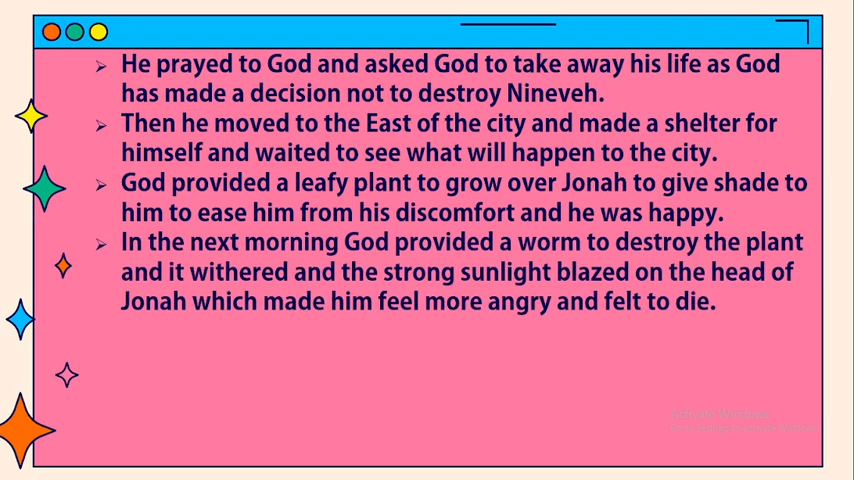 He prayed to God and asked God to take away his life as God
has made a decision not to destroy Nineveh.
Then he moved to the East of the city and made a shelter for
himself and waited to see what will happen to the city.
God provided a leafy plant to grow over Jonah to give shade to
him to ease him from his discomfort and he was happy.
In the next morning God provided a worm to destroy the plant
and it withered and the strong sunlight blazed on the head of
Jonah which made him feel more angry and felt to die.
Activate Windows